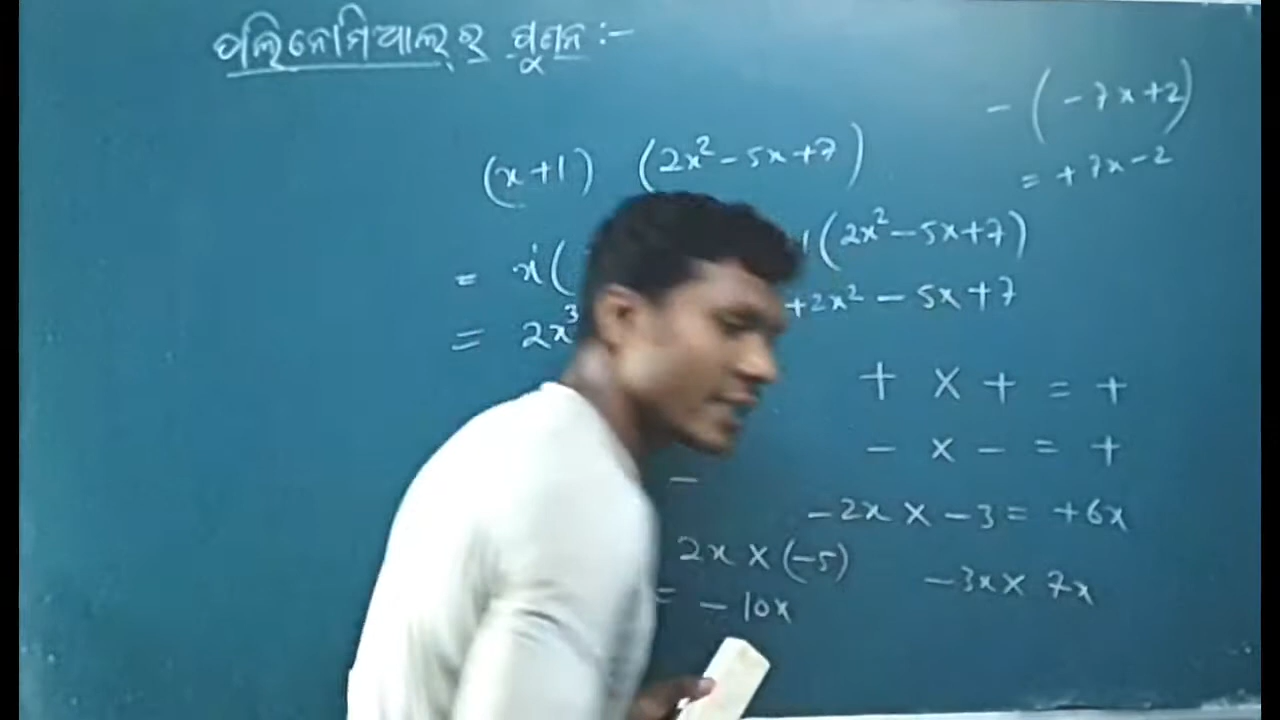 ପଲିନୋମିଆଲ୍‌ର ଗୁଣନ :-
- (-7x+2)
= +7x-2
(x+1) (2x²-5x+7)
= x( 1(2x²-5x+7)
= 2x³ +2x² - 5x+7
+ x + = +
- x - = +
-
-2x x -3 = +6x
2x x (-5)
-3x x 7x
= - 10x